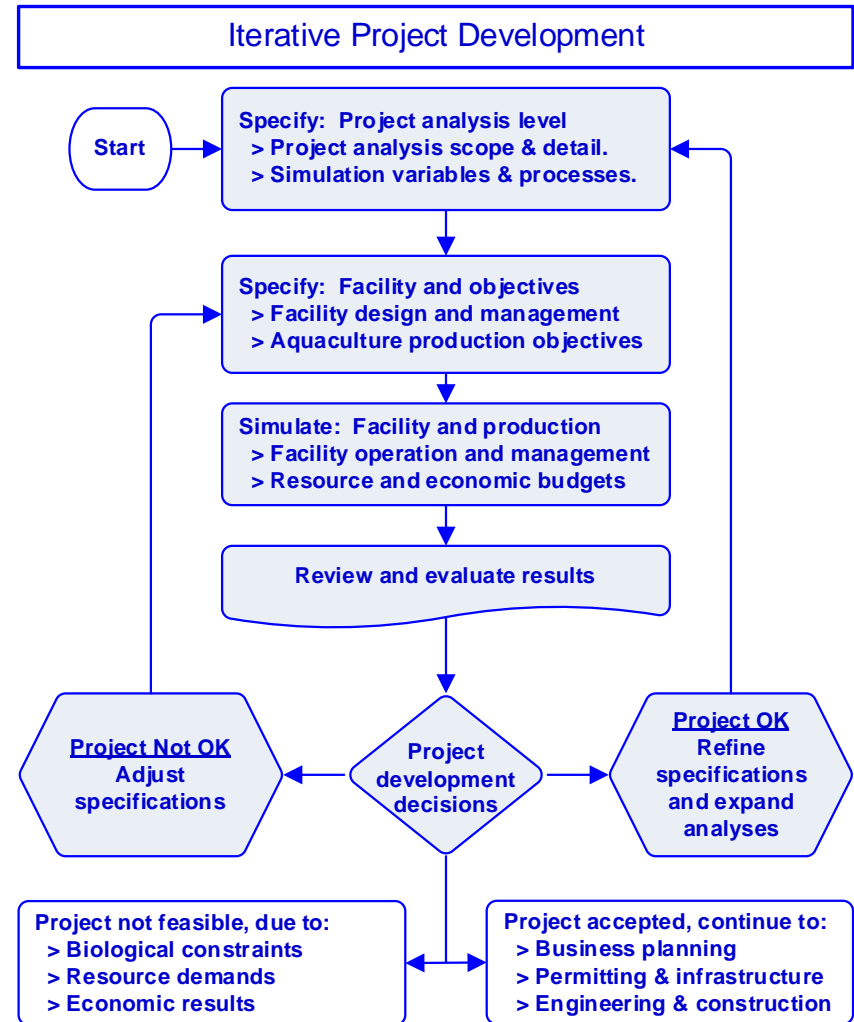 Iterative Project Development
Start
Specify: Project analysis level
> Project analysis scope & detail.
> Simulation variables & processes.
Specify: Facility and objectives
> Facility design and management
> Aquaculture production objectives
Simulate: Facility and production
> Facility operation and management
> Resource and economic budgets
Review and evaluate results
Project Not OK
Adjust
specifications
Project
development
decisions
Project OK
Refine
specifications
and expand
analyses
Project not feasible, due to:
> Biological constraints
> Resource demands
> Economic results
Project accepted, continue to:
> Business planning
> Permitting & infrastructure
> Engineering & construction